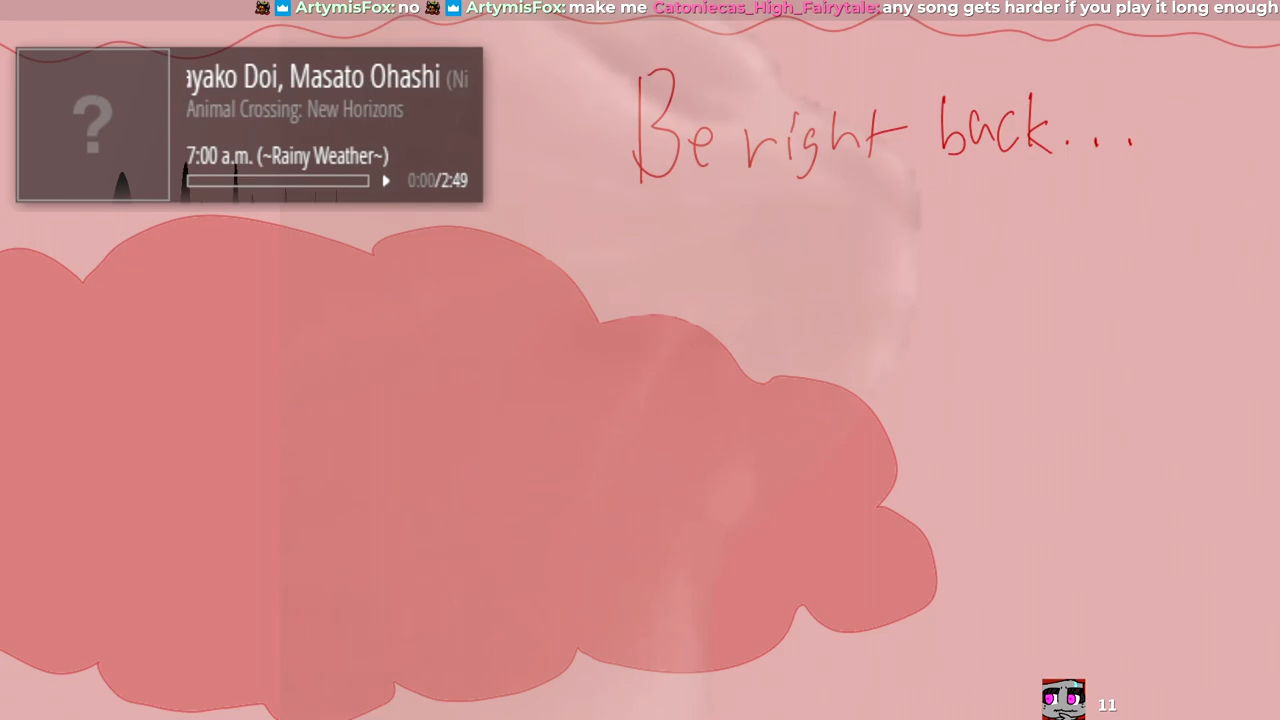 ArtymisFox: no ArtymisFox: make me Catoniecas_High_Fairytale: any song gets harder if you play it long enough
ayako Doi, Masato Ohashi (Ni
Animal Crossing: New Horizons
7:00 a.m. (~Rainy Weather~)
0:00/2:49
Be right back...
11